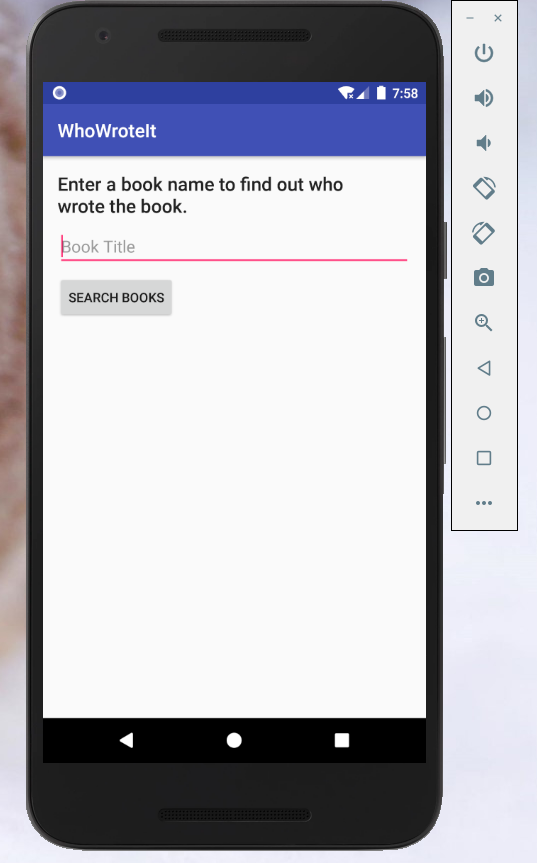 7:58
WhoWroteIt
Enter a book name to find out who
wrote the book.
Book Title
SEARCH BOOKS